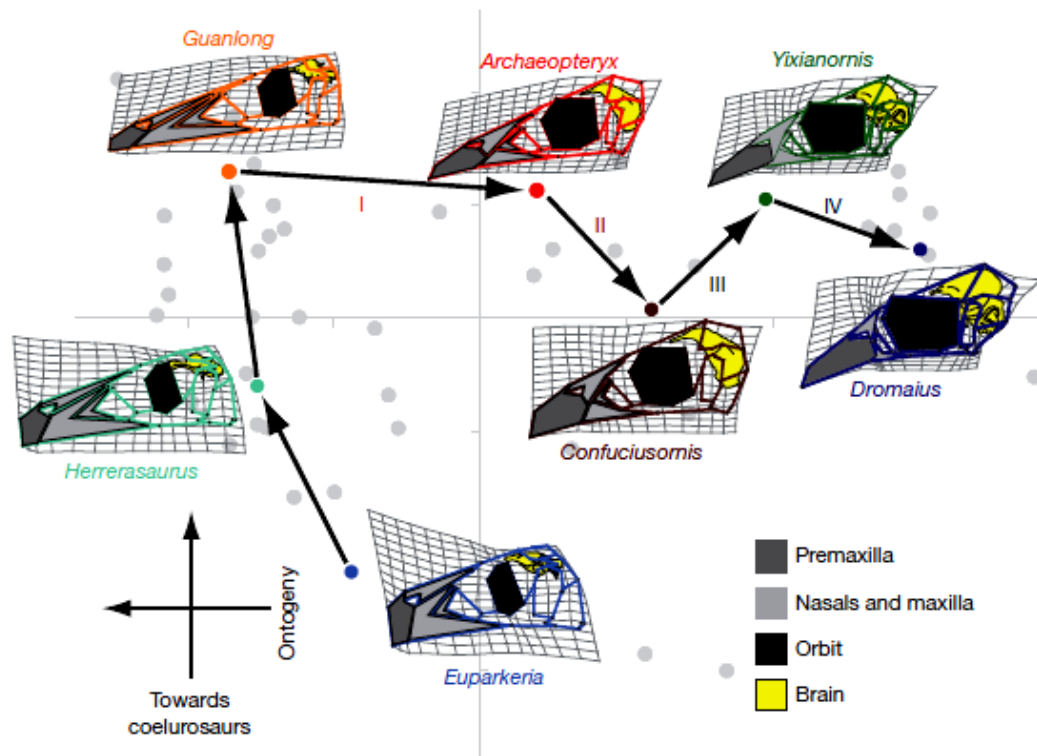 Guanlong
Archaeopteryx
Yixianornis
I
II
III
IV
Herrerasaurus
Confuciusornis
Dromaius
Euparkeria
Ontogeny
Towards
coelurosaurs
Premaxilla
Nasals and maxilla
Orbit
Brain